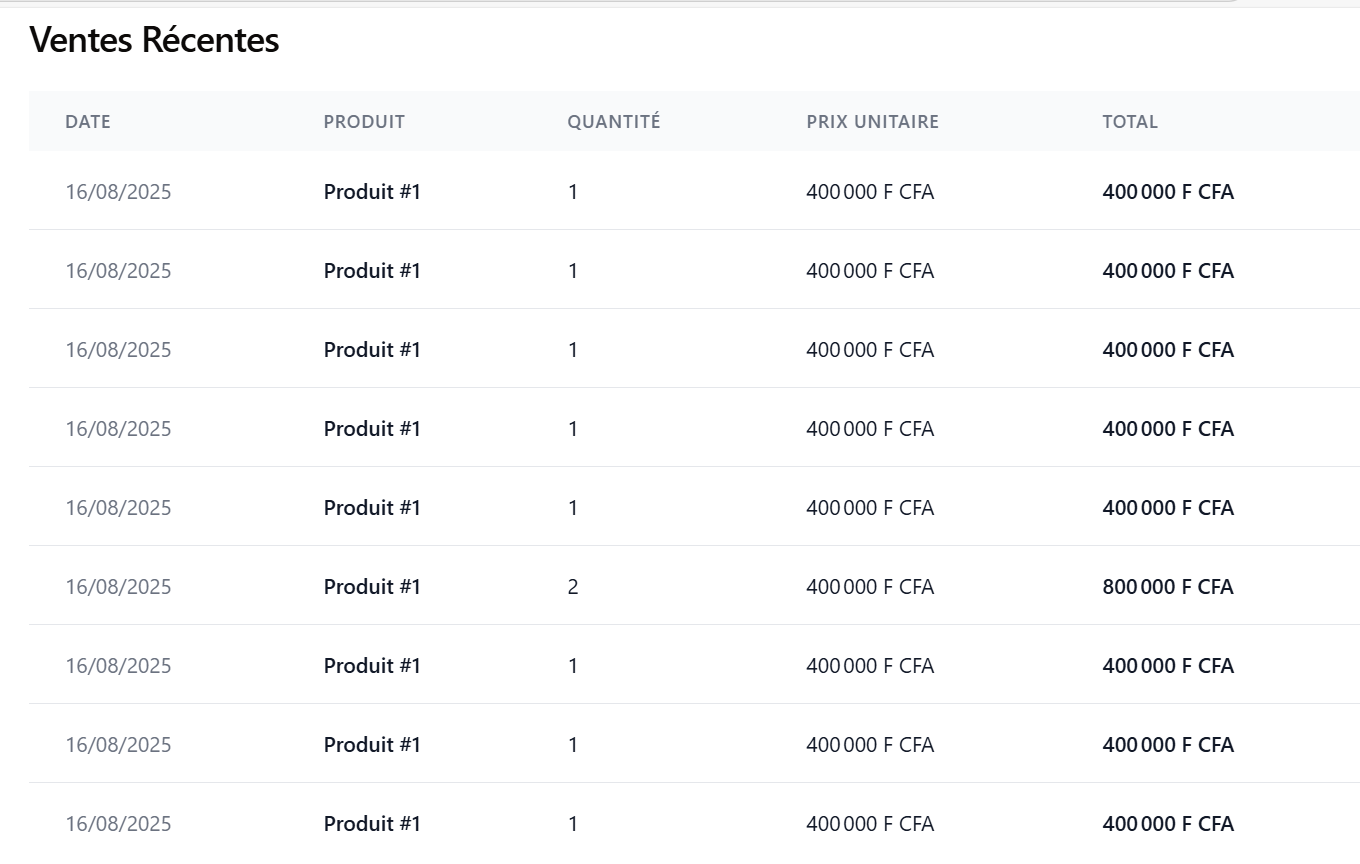 Ventes Récentes
DATE PRODUIT QUANTITÉ PRIX UNITAIRE TOTAL
16/08/2025 Produit #1 1 400 000 F CFA 400 000 F CFA
16/08/2025 Produit #1 1 400 000 F CFA 400 000 F CFA
16/08/2025 Produit #1 1 400 000 F CFA 400 000 F CFA
16/08/2025 Produit #1 1 400 000 F CFA 400 000 F CFA
16/08/2025 Produit #1 1 400 000 F CFA 400 000 F CFA
16/08/2025 Produit #1 2 400 000 F CFA 800 000 F CFA
16/08/2025 Produit #1 1 400 000 F CFA 400 000 F CFA
16/08/2025 Produit #1 1 400 000 F CFA 400 000 F CFA
16/08/2025 Produit #1 1 400 000 F CFA 400 000 F CFA